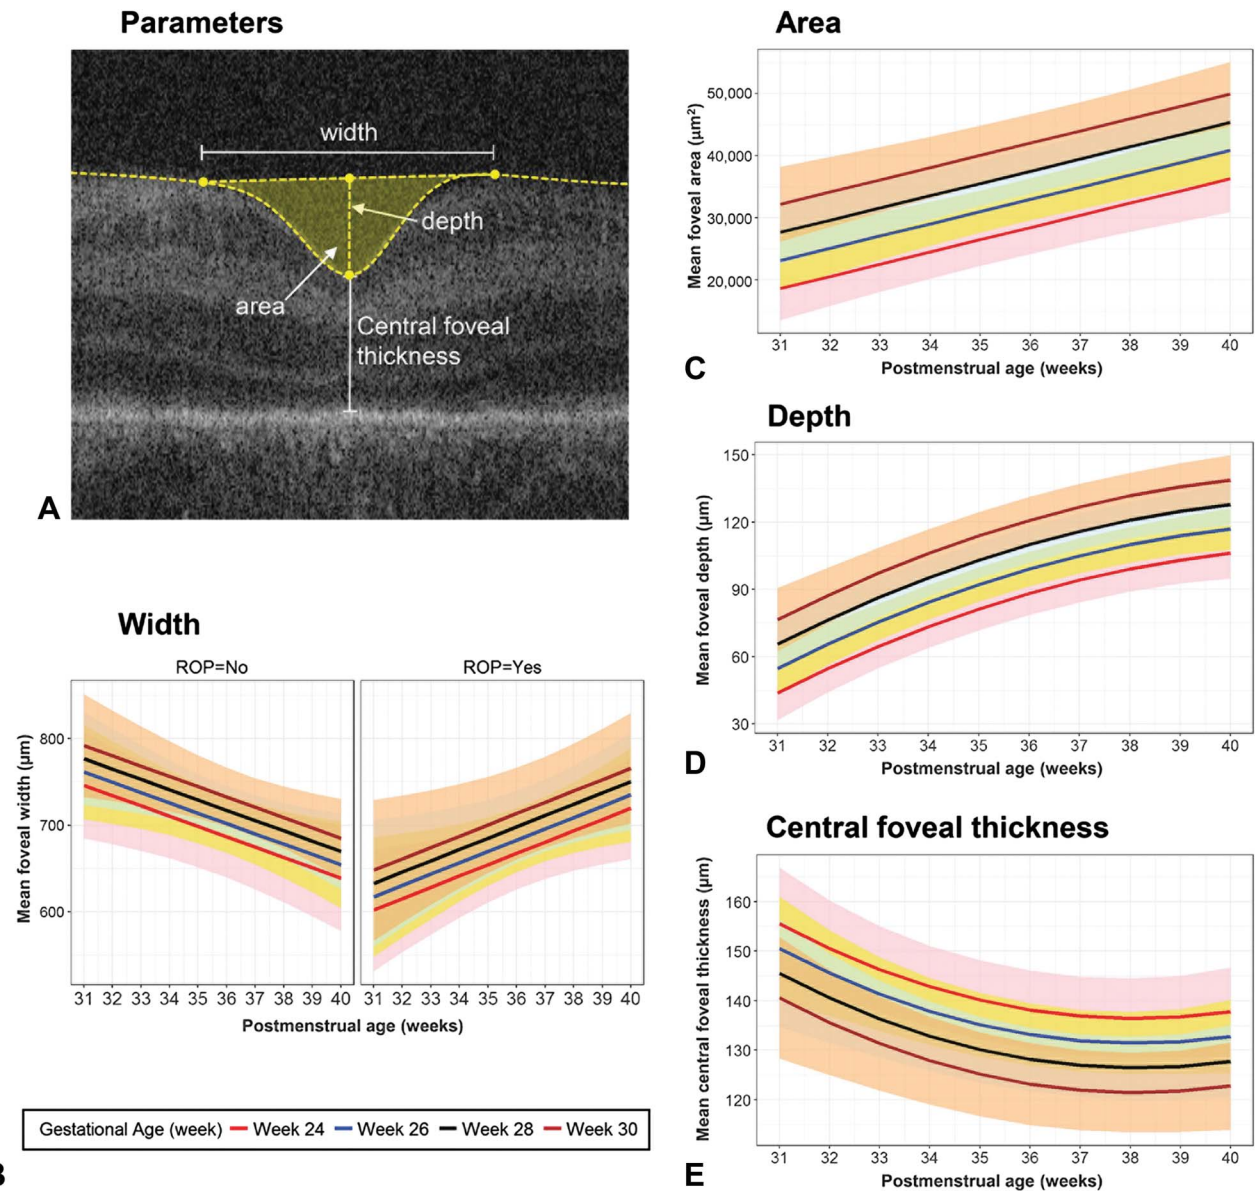 Parameters
width
depth
area
Central foveal
thickness
A
Width
ROP=No
ROP=Yes
Mean foveal width (µm)
800
700
600
31 32 33 34 35 36 37 38 39 40
31 32 33 34 35 36 37 38 39 40
Postmenstrual age (weeks)
Gestational Age (week) Week 24 Week 26 Week 28 Week 30
B
Area
Mean foveal area (µm²)
50,000
40,000
30,000
20,000
31 32 33 34 35 36 37 38 39 40
Postmenstrual age (weeks)
C
Depth
Mean foveal depth (µm)
150
120
90
60
30
31 32 33 34 35 36 37 38 39 40
Postmenstrual age (weeks)
D
Central foveal thickness
Mean central foveal thickness (µm)
160
150
140
130
120
31 32 33 34 35 36 37 38 39 40
Postmenstrual age (weeks)
E